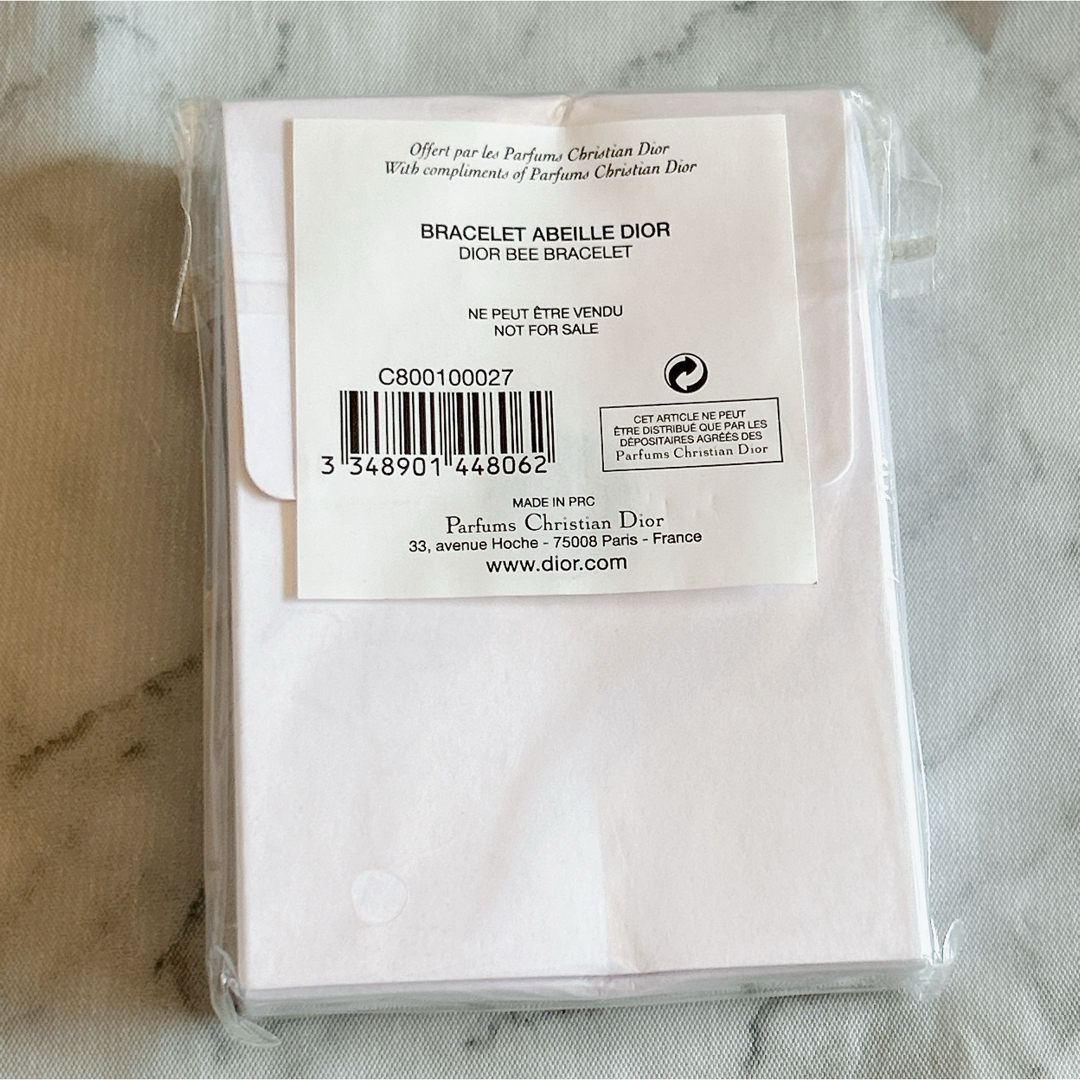 Offert par les Parfums Christian Dior
With compliments of Parfums Christian Dior
BRACELET ABEILLE DIOR
DIOR BEE BRACELET
NE PEUT ÊTRE VENDU
NOT FOR SALE
C800100027
3 348901 448062
CET ARTICLE NE PEUT
ÊTRE DISTRIBUÉ QUE PAR LES
DÉPOSITAIRES AGRÉÉS DES
Parfums Christian Dior
MADE IN PRC
Parfums Christian Dior
33, avenue Hoche - 75008 Paris - France
www.dior.com